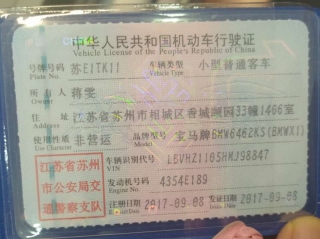 中华人民共和国机动车行驶证
Vehicle License of the People's Republic of China
号牌号码 苏E1TK11 车辆类型 小型普通客车
Plate No. Vehicle Type
所有人 蒋雯
Owner
住址 江苏省苏州市相城区香城颐园33幢1406室
使用性质 非营运 品牌型号 宝马牌BMW6462KS(BMWX1)
Use Character
江苏省苏州 车辆识别代号 LBVHZ1105HMJ98847
VIN
市公安局交 发动机号码 4354E189
通警察支队 注册日期 2017-09-08 发证日期 2017-09-08